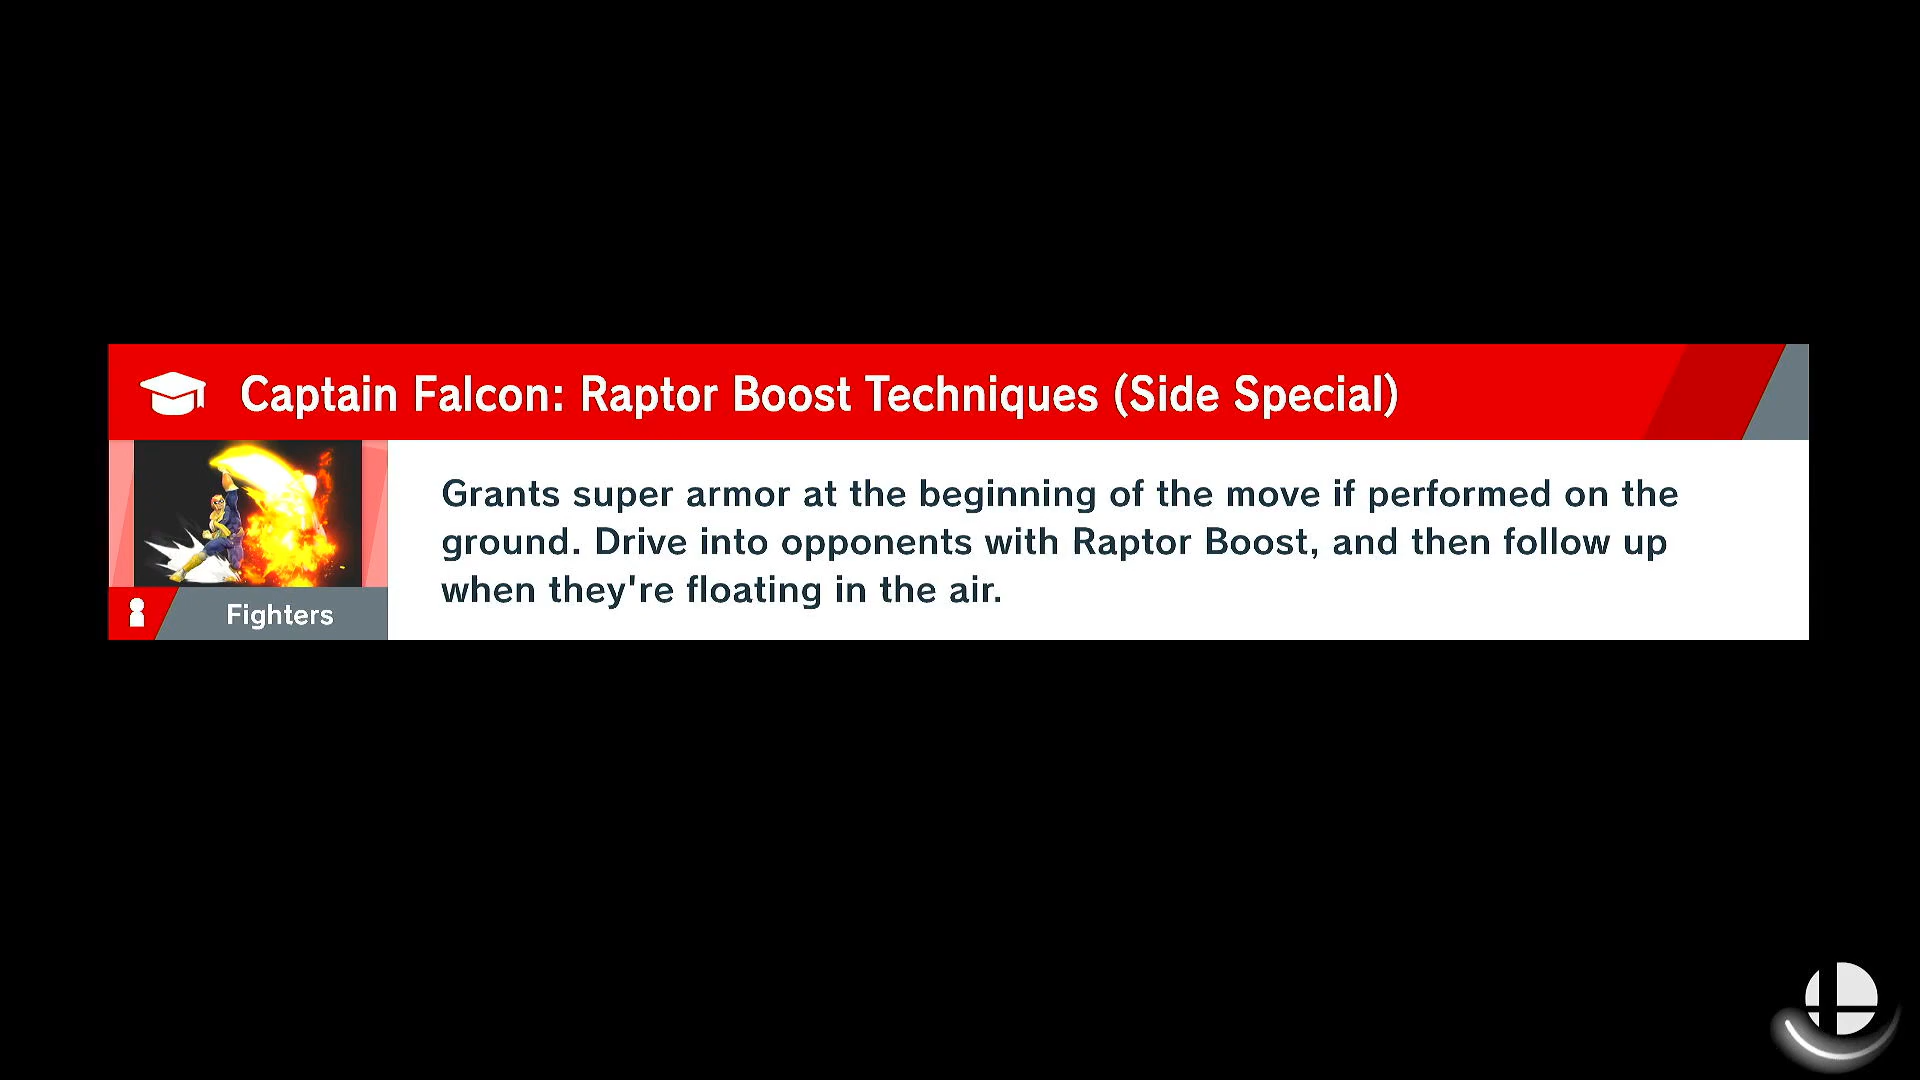 Captain Falcon: Raptor Boost Techniques (Side Special)
Grants super armor at the beginning of the move if performed on the
ground. Drive into opponents with Raptor Boost, and then follow up
when they're floating in the air.
Fighters